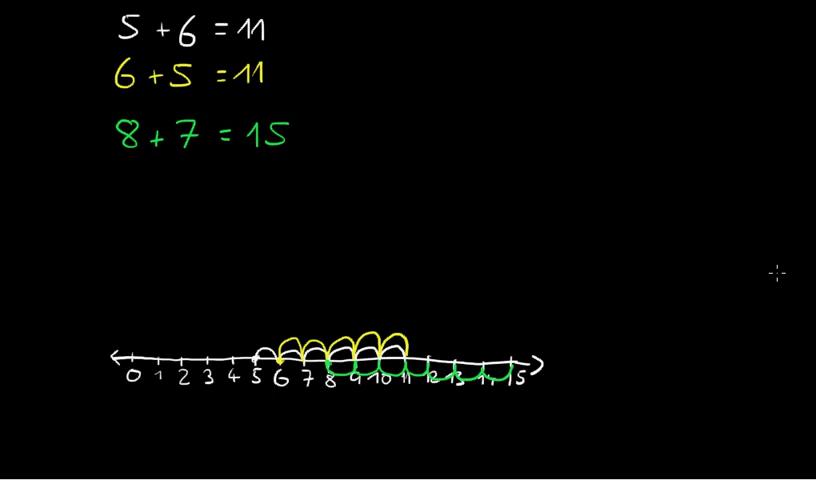 5 + 6 = 11
6 + 5 = 11
8 + 7 = 15
0 1 2 3 4 5 6 7 8 9 10 11 12 13 14 15